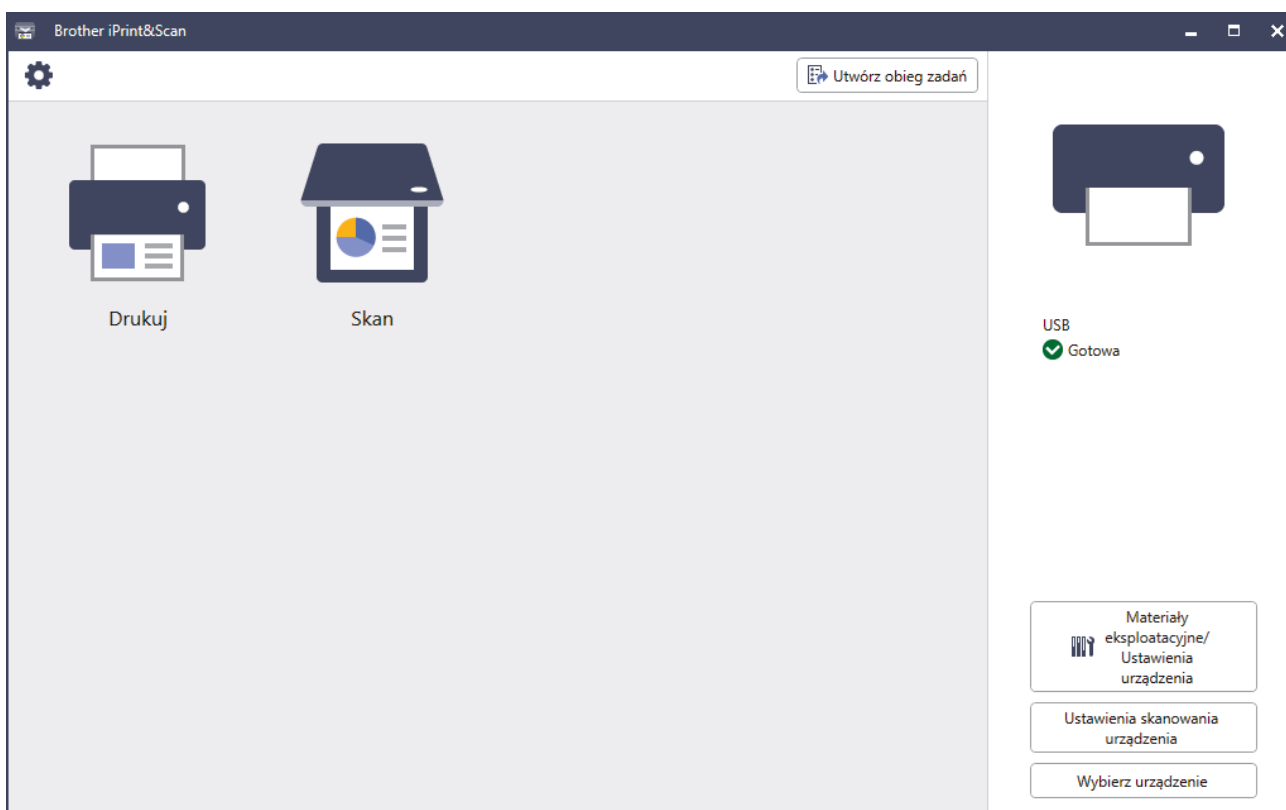 Brother iPrint&Scan
Utwórz obieg zadań
Drukuj
Skan
USB
Gotowa
Materiały
eksploatacyjne/
Ustawienia
urządzenia
Ustawienia skanowania
urządzenia
Wybierz urządzenie